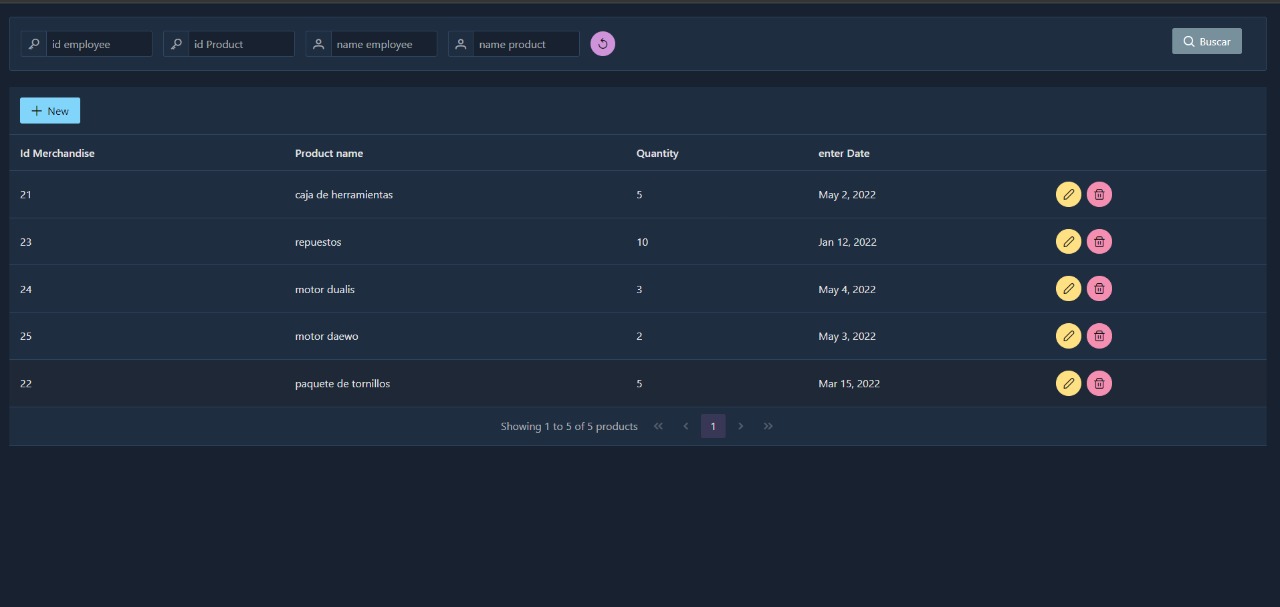 id employee id Product name employee name product Buscar
New
Id Merchandise Product name Quantity enter Date
21 caja de herramientas 5 May 2, 2022
23 repuestos 10 Jan 12, 2022
24 motor dualis 3 May 4, 2022
25 motor daewo 2 May 3, 2022
22 paquete de tornillos 5 Mar 15, 2022
Showing 1 to 5 of 5 products 1